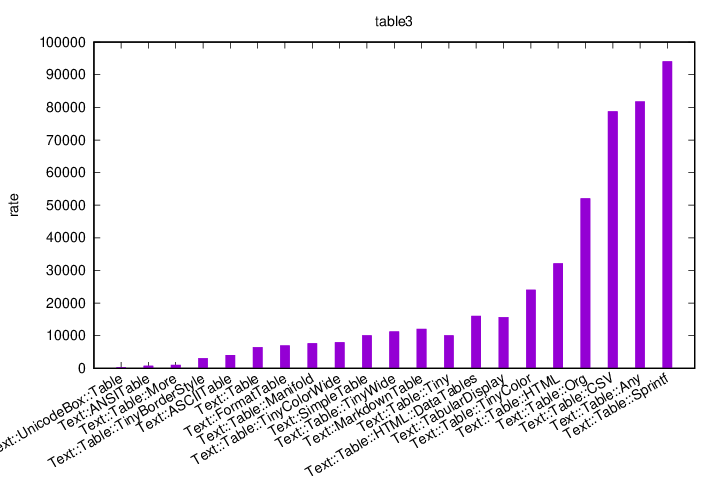 table3
100000
90000
80000
70000
60000
50000
40000
30000
20000
10000
0
rate
ext::UnicodeBox::Table
Text::ANSITable
Text::Table::More
Text::Table::TinyBorderStyle
Text::ASCIITable
Text::Table
Text::FormatTable
Text::Table::Manifold
Text::Table::TinyColorWide
Text::SimpleTable
Text::Table::TinyWide
Text::MarkdownTable
Text::Table::Tiny
Text::Table::HTML::DataTables
Text::TabularDisplay
Text::Table::TinyColor
Text::Table::HTML
Text::Table::Org
Text::Table::CSV
Text::Table::Any
Text::Table::Sprintf